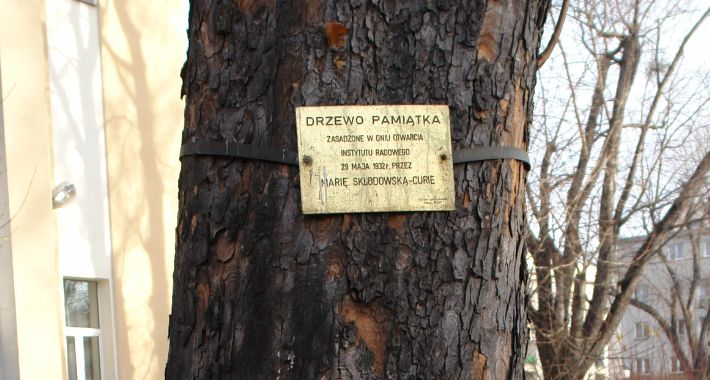 DRZEWO PAMIĄTKA
ZASADZONE W DNIU OTWARCIA
INSTYTUTU RADOWEGO
29 MAJA 1932r. PRZEZ
MARIĘ SKŁODOWSKĄ-CURIE